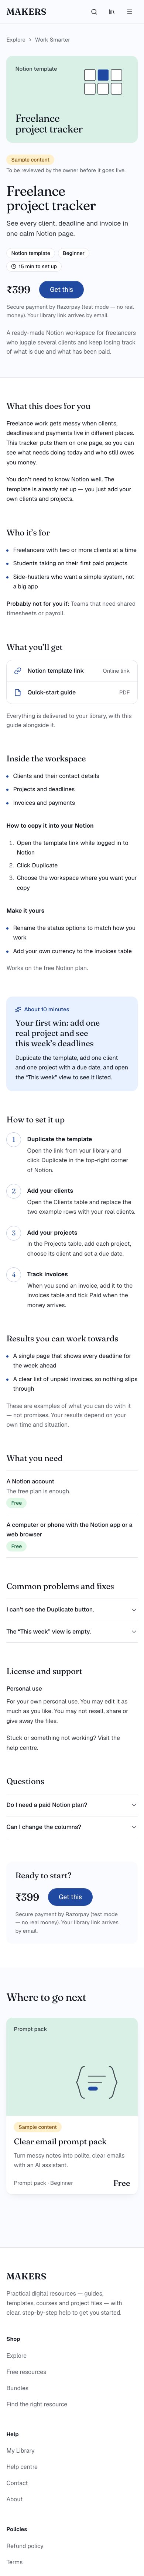 MAKERS
Explore > Work Smarter
Notion template
Freelance
project tracker
Sample content
To be reviewed by the owner before it goes live.
Freelance
project tracker
See every client, deadline and invoice in
one calm Notion page.
Notion template
Beginner
15 min to set up
₹399
Get this
Secure payment by Razorpay (test mode — no real
money). Your library link arrives by email.
A ready-made Notion workspace for freelancers
who juggle several clients and keep losing track
of what is due and what has been paid.
What this does for you
Freelance work gets messy when clients,
deadlines and payments live in different places.
This tracker puts them on one page, so you can
see what needs doing today and who still owes
you money.
You don't need to know Notion well. The
template is already set up — you just add your
own clients and projects.
Who it's for
Freelancers with two or more clients at a time
Students taking on their first paid projects
Side-hustlers who want a simple system, not
a big app
Probably not for you if: Teams that need shared
timesheets or payroll.
What you'll get
Notion template link
Online link
Quick-start guide
PDF
Everything is delivered to your library, with this
guide alongside it.
Inside the workspace
Clients and their contact details
Projects and deadlines
Invoices and payments
How to copy it into your Notion
1. Open the template link while logged in to
Notion
2. Click Duplicate
3. Choose the workspace where you want your
copy
Make it yours
Rename the status options to match how you
work
Add your own currency to the Invoices table
Works on the free Notion plan.
About 10 minutes
Your first win: add one
real project and see
this week's deadlines
Duplicate the template, add one client
and one project with a due date, and open
the "This week" view to see it listed.
How to set it up
1
Duplicate the template
Open the link from your library and
click Duplicate in the top-right corner
of Notion.
2
Add your clients
Open the Clients table and replace the
two example rows with your real clients.
3
Add your projects
In the Projects table, add each project,
choose its client and set a due date.
4
Track invoices
When you send an invoice, add it to the
Invoices table and tick Paid when the
money arrives.
Results you can work towards
A single page that shows every deadline for
the week ahead
A clear list of unpaid invoices, so nothing slips
through
These are examples of what you can do with it
— not promises. Your results depend on your
own time and situation.
What you need
A Notion account
The free plan is enough.
Free
A computer or phone with the Notion app or a
web browser
Free
Common problems and fixes
I can't see the Duplicate button.
The "This week" view is empty.
License and support
Personal use
For your own personal use. You may edit it as
much as you like. You may not resell, share or
give away the files.
Stuck or something not working? Visit the
help centre.
Questions
Do I need a paid Notion plan?
Can I change the columns?
Ready to start?
₹399
Get this
Secure payment by Razorpay (test mode
— no real money). Your library link arrives
by email.
Where to go next
Prompt pack
Sample content
Clear email prompt pack
Turn messy notes into polite, clear emails
with an AI assistant.
Prompt pack · Beginner
Free
MAKERS
Practical digital resources — guides,
templates, courses and project files — with
clear, step-by-step help to get you started.
Shop
Explore
Free resources
Bundles
Find the right resource
Help
My Library
Help centre
Contact
About
Policies
Refund policy
Terms